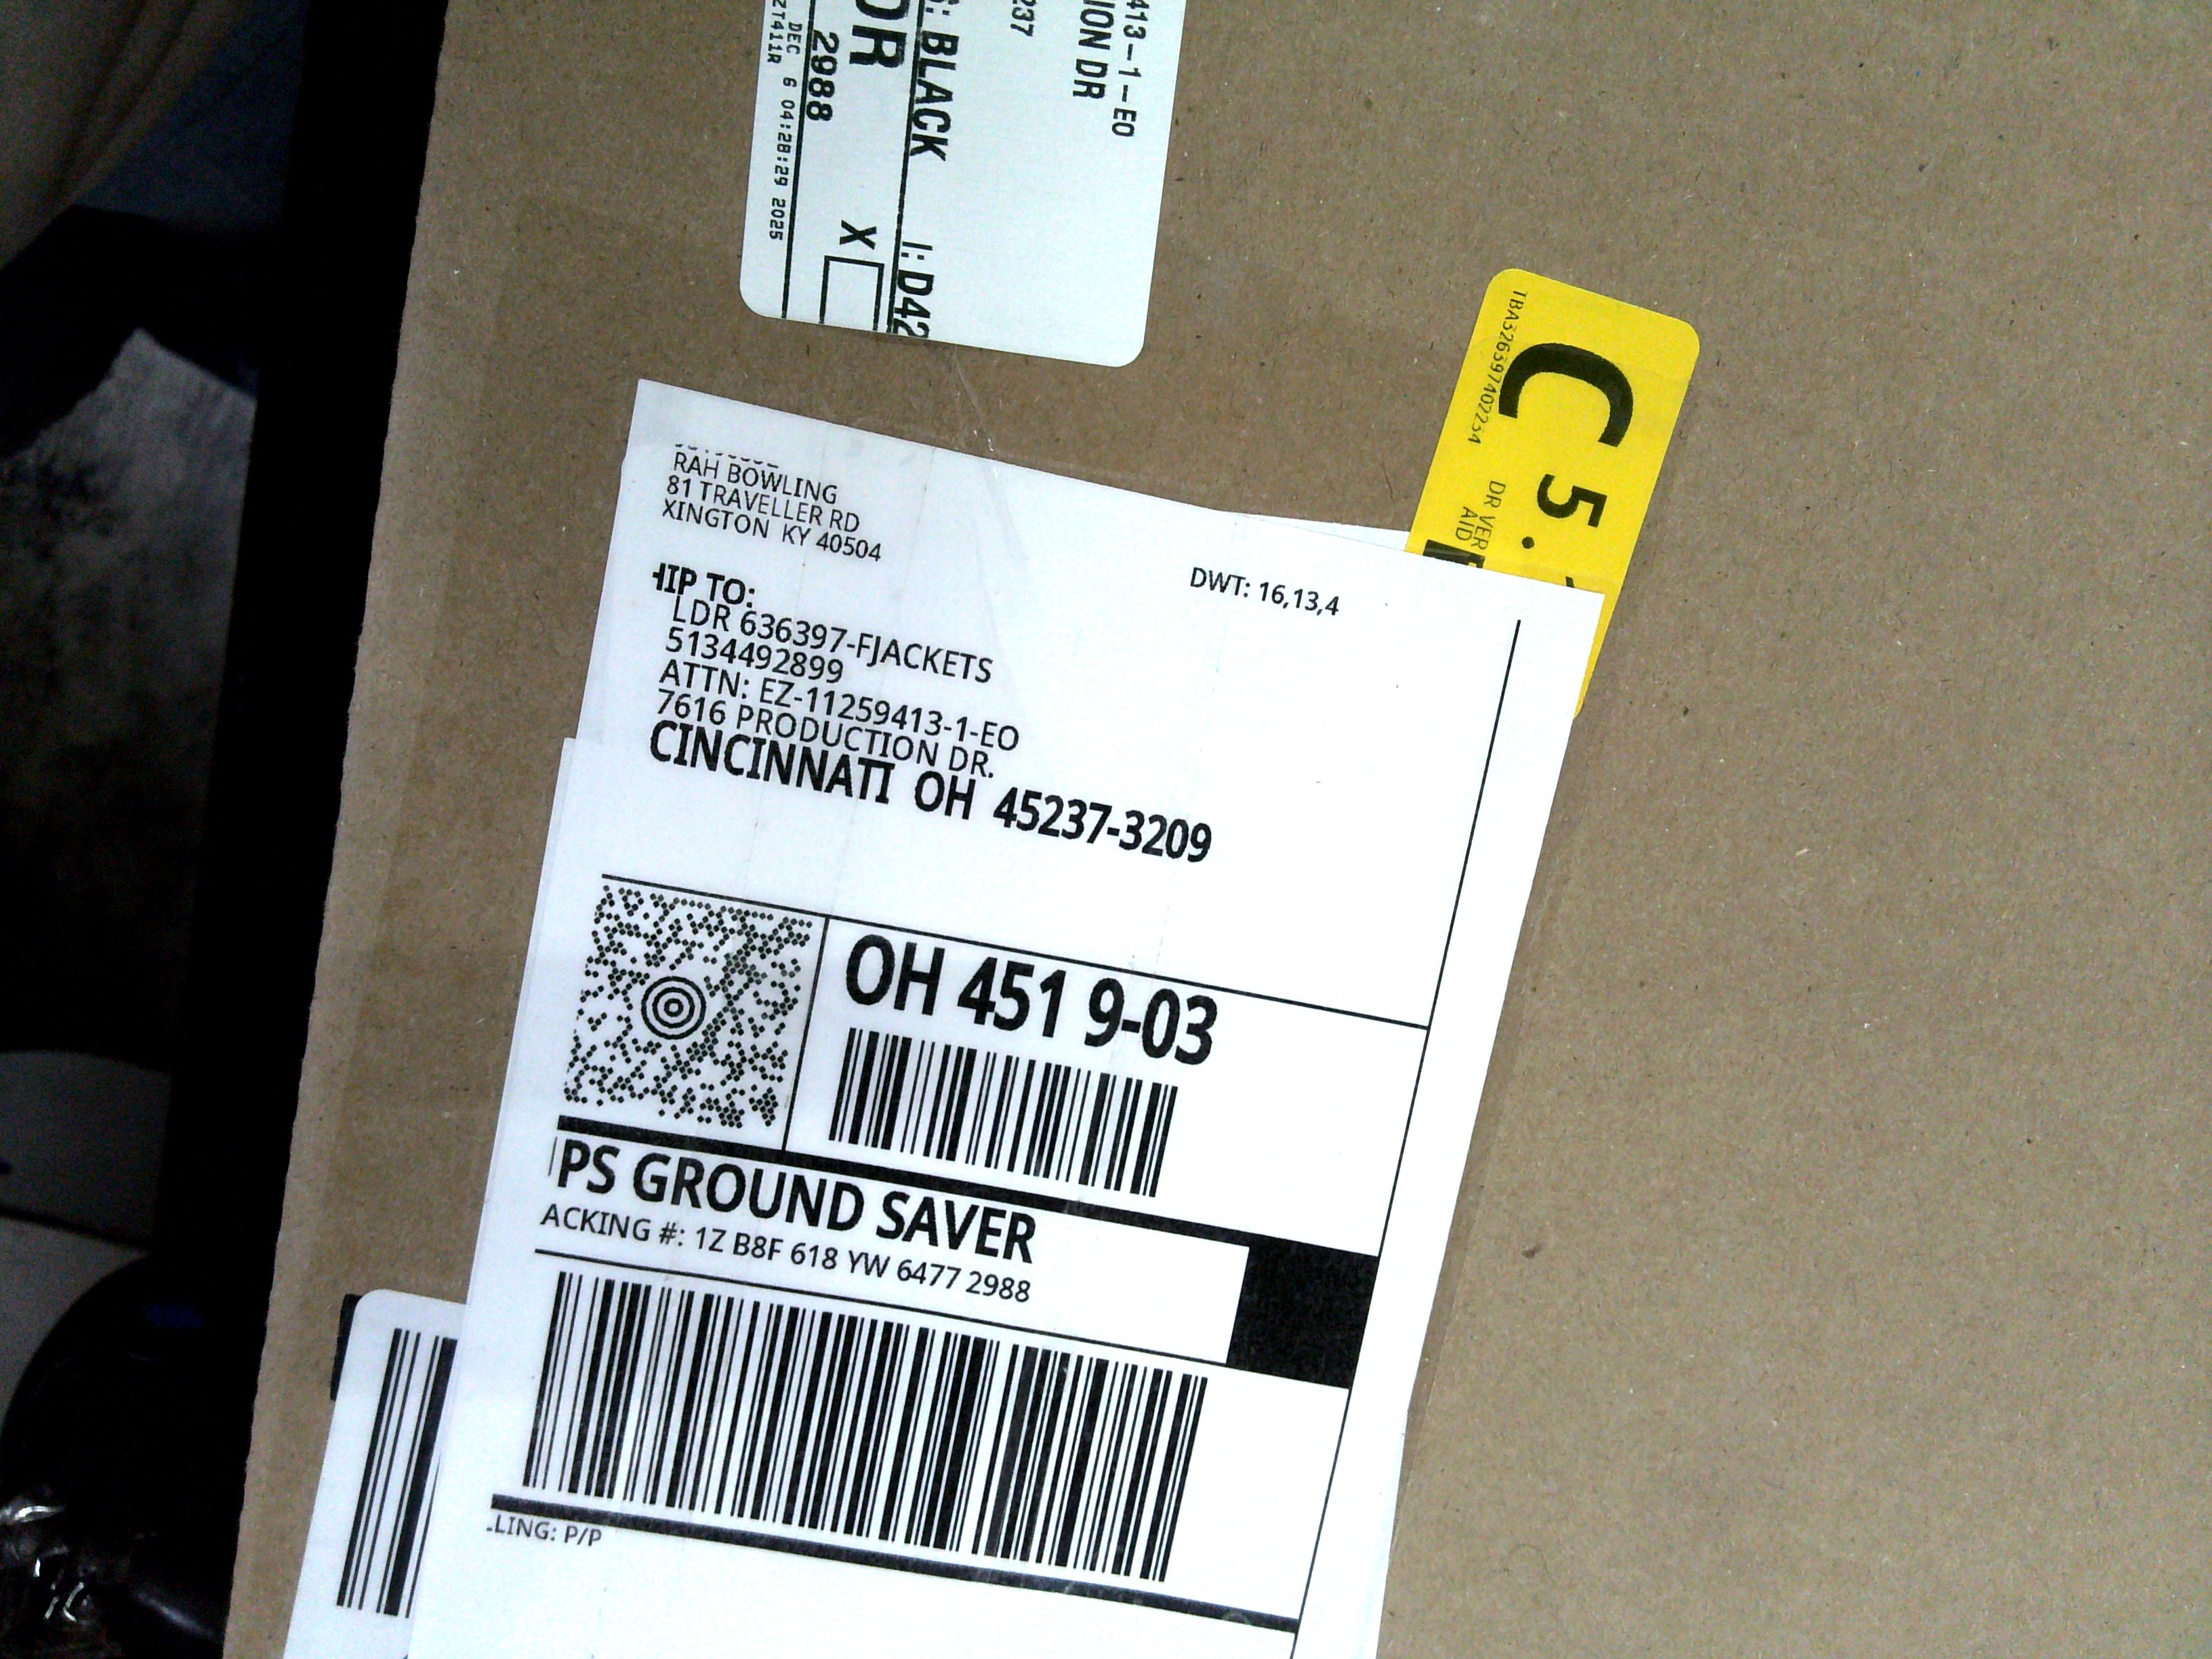 413-1-EO
ION DR
237
S: BLACK I: D42
DR
2988 X
DEC 6 04:28:29 2025
ZT411R
TBA326597402254
C 5.
DR VER
AID
RAH BOWLING
81 TRAVELLER RD
XINGTON KY 40504
DWT: 16,13,4
HIP TO:
LDR 636397-FJACKETS
5134492899
ATTN: EZ-11259413-1-EO
7616 PRODUCTION DR.
CINCINNATI OH 45237-3209
OH 451 9-03
PS GROUND SAVER
ACKING #: 1Z B8F 618 YW 6477 2988
LING: P/P